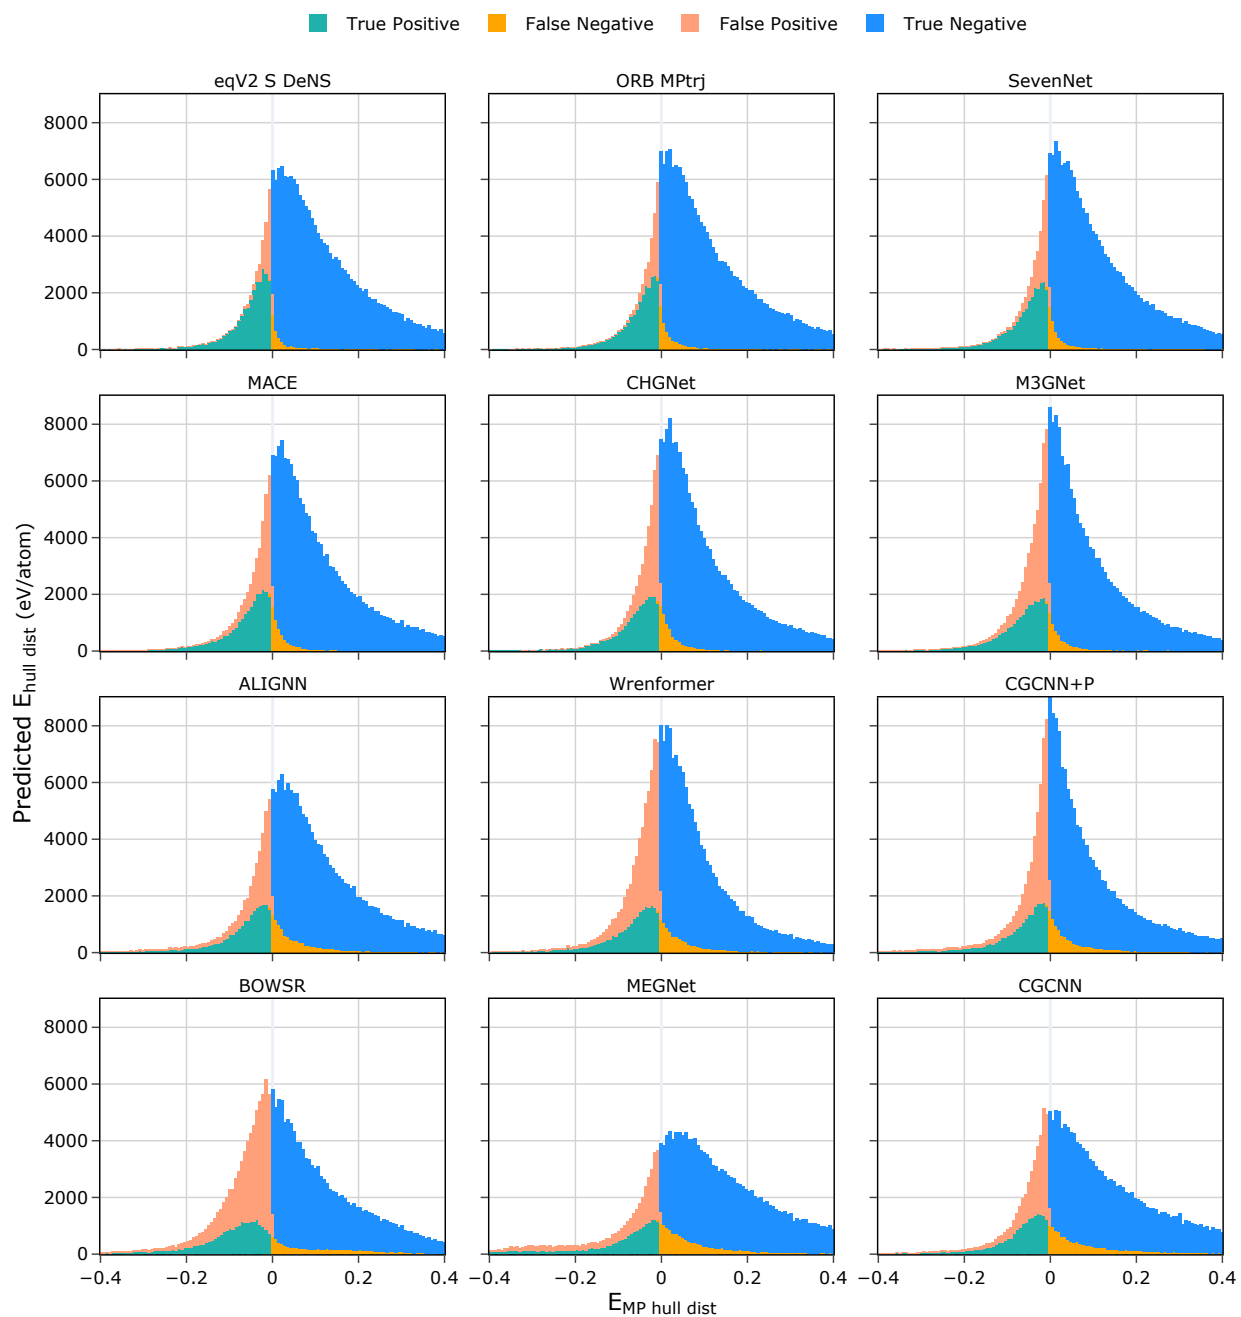 True Positive False Negative False Positive True Negative
eqV2 S DeNS ORB MPtrj SevenNet
8000
6000
4000
2000
0
MACE CHGNet M3GNet
8000
6000
4000
2000
0
ALIGNN Wrenformer CGCNN+P
8000
6000
4000
2000
0
BOWSR MEGNet CGCNN
8000
6000
4000
2000
0
−0.4 −0.2 0 0.2 0.4 −0.4 −0.2 0 0.2 0.4 −0.4 −0.2 0 0.2 0.4
E MP hull dist
Predicted E hull dist (eV/atom)